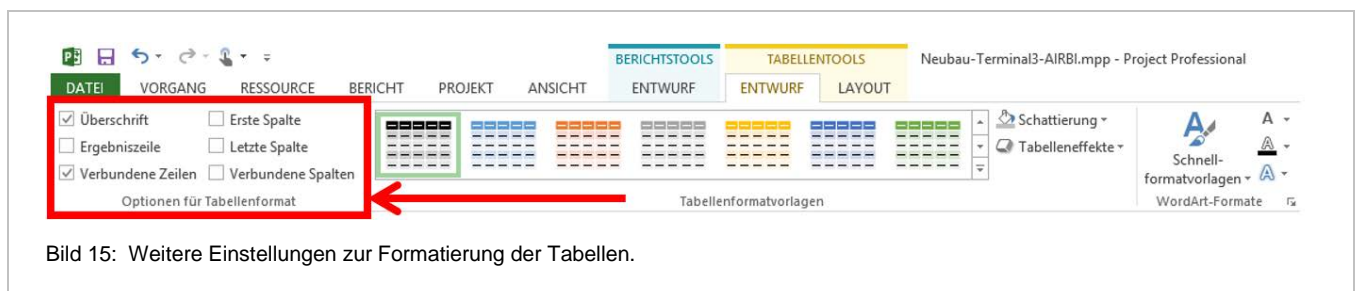 BERICHTSTOOLS TABELLENTOOLS Neubau-Terminal3-AIRBI.mpp - Project Professional
DATEI VORGANG RESSOURCE BERICHT PROJEKT ANSICHT ENTWURF ENTWURF LAYOUT
Überschrift Erste Spalte Schattierung
Ergebniszeile Letzte Spalte Tabelleneffekte
Verbundene Zeilen Verbundene Spalten Schnell-
formatvorlagen
Optionen für Tabellenformat Tabellenformatvorlagen WordArt-Formate
Bild 15: Weitere Einstellungen zur Formatierung der Tabellen.